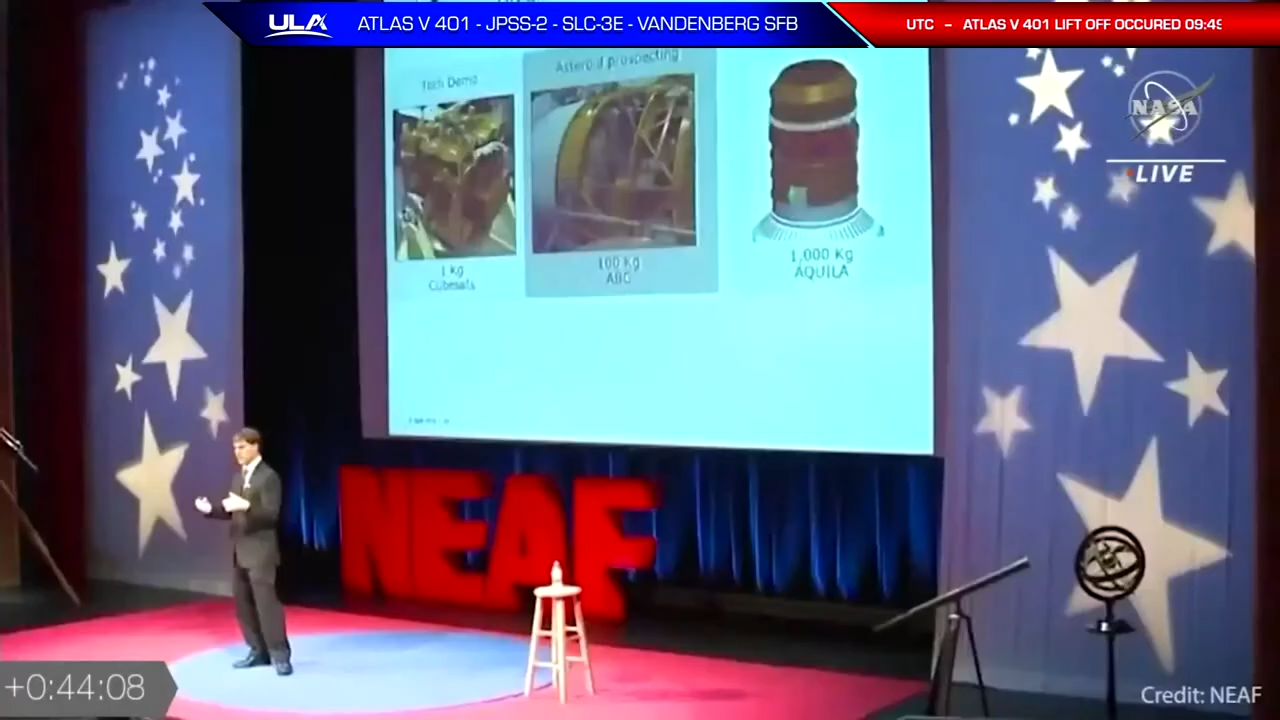 ULA
ATLAS V 401 - JPSS-2 - SLC-3E - VANDENBERG SFB
UTC - ATLAS V 401 LIFT OFF OCCURED 09:49
NASA
LIVE
Tech Demo
Asteroid prospecting
1 kg
Cubesats
100 Kg
ABC
1,000 Kg
AQUILA
NEAF
+0:44:08
Credit: NEAF